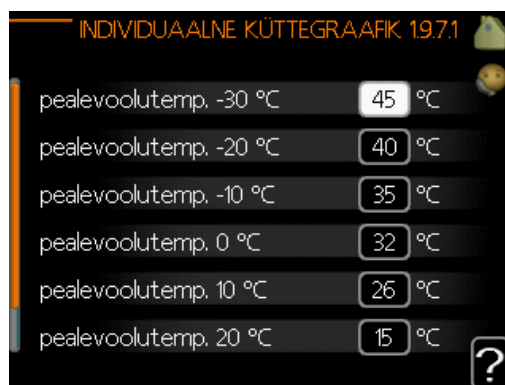 INDIVIDUAALNE KÜTTEGRAAFIK 1.9.7.1
pealevoolutemp. -30 °C 45 °C
pealevoolutemp. -20 °C 40 °C
pealevoolutemp. -10 °C 35 °C
pealevoolutemp. 0 °C 32 °C
pealevoolutemp. 10 °C 26 °C
pealevoolutemp. 20 °C 15 °C
?